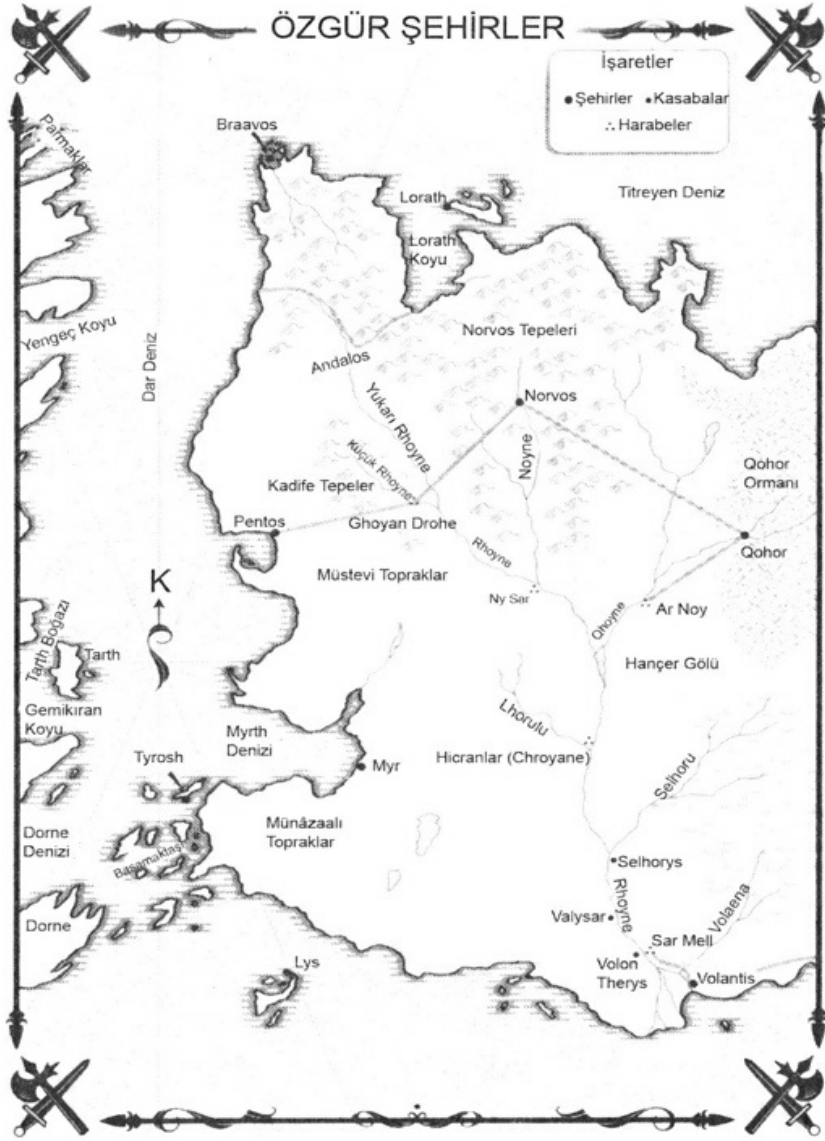 ÖZGÜR ŞEHİRLER
İşaretler
Şehirler
Kasabalar
Harabeler
Parmaklar
Braavos
Lorath
Titreyen Deniz
Lorath
Koyu
Yengeç Koyu
Norvos Tepeleri
Dar Deniz
Andalos
Norvos
Yukarı Rhoyne
Küçük Rhoyne
Noyne
Qohor
Ormanı
Kadife Tepeler
Pentos
Ghoyan Drohe
Qohor
Rhoyne
Müstevi Topraklar
K
Ny Sar
Ar Noy
Qhoyne
Tarth Boğazı
Tarth
Hançer Gölü
Gemikıran
Koyu
Myrth
Denizi
Lhorulu
Tyrosh
Myr
Hicranlar (Chroyane)
Selhoru
Münâzaalı
Topraklar
Dorne
Denizi
Basamaktaşı
Selhorys
Rhoyne
Volaena
Valysar
Dorne
Sar Mell
Lys
Volon
Therys
Volantis